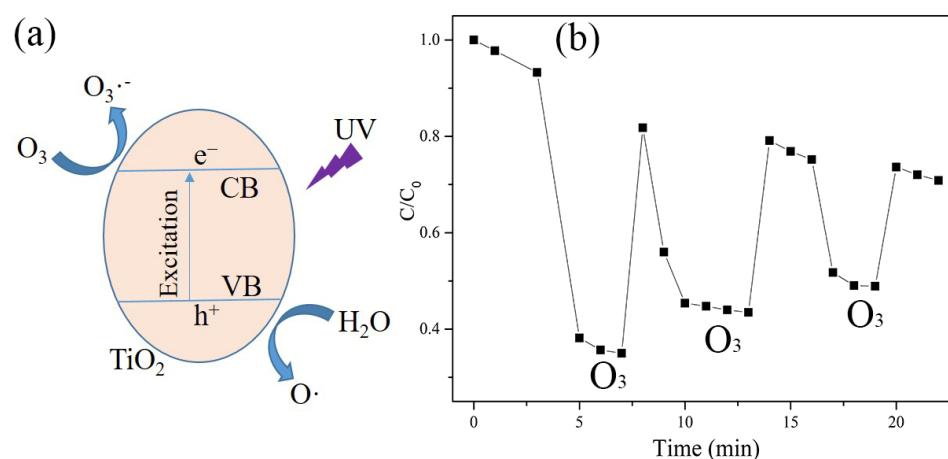 (a)
O₃·⁻
O₃
UV
e⁻
CB
Excitation
VB
h⁺
H₂O
TiO₂
O·
(b)
C/C₀
1.0
0.8
0.6
0.4
O₃
O₃
O₃
0
5
10
15
20
Time (min)